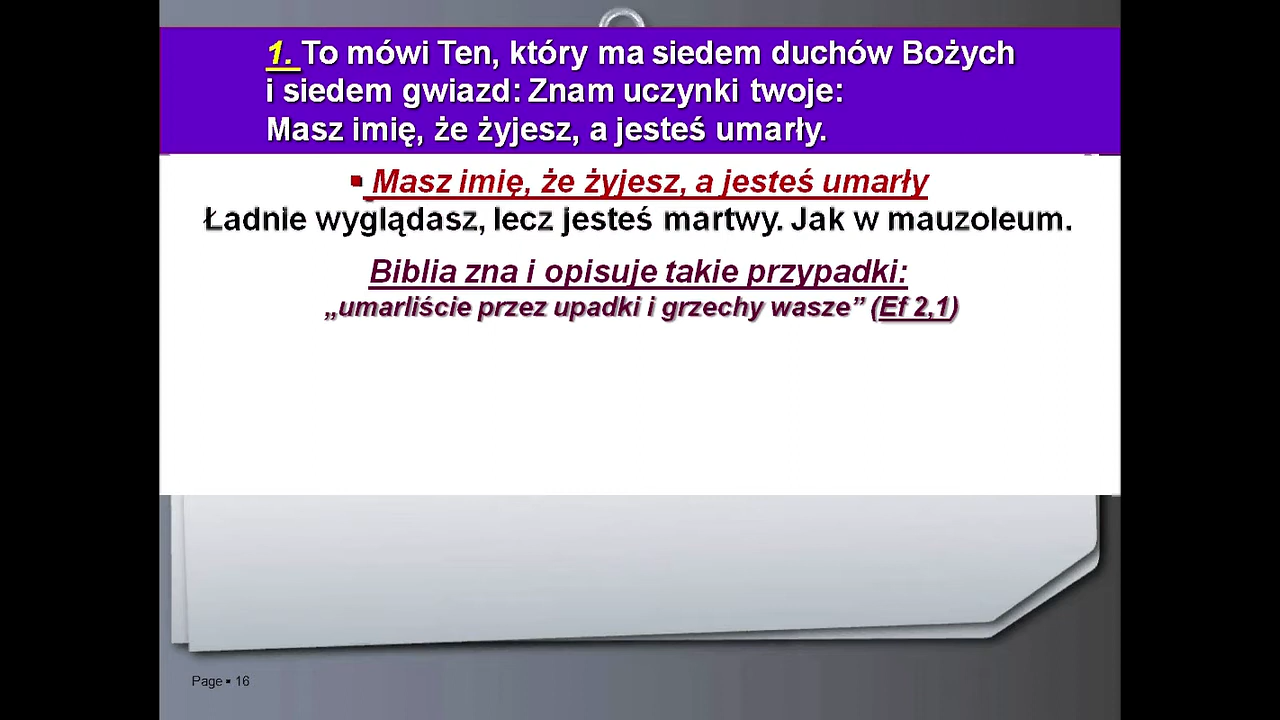 1. To mówi Ten, który ma siedem duchów Bożych
i siedem gwiazd: Znam uczynki twoje:
Masz imię, że żyjesz, a jesteś umarły.
▪ Masz imię, że żyjesz, a jesteś umarły
Ładnie wyglądasz, lecz jesteś martwy. Jak w mauzoleum.
Biblia zna i opisuje takie przypadki:
„umarliście przez upadki i grzechy wasze” (Ef 2,1)
Page ▪ 16